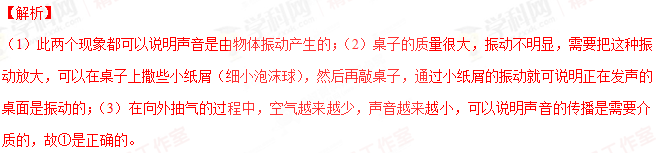 【解析】
（1）此两个现象都可以说明声音是由物体振动产生的；（2）桌子的质量很大，振动不明显，需要把这种振
动放大，可以在桌子上撒些小纸屑（细小泡沫球），然后再敲桌子，通过小纸屑的振动就可说明正在发声的
桌面是振动的；（3）在向外抽气的过程中，空气越来越少，声音越来越小，可以说明声音的传播是需要介
质的，故①是正确的。